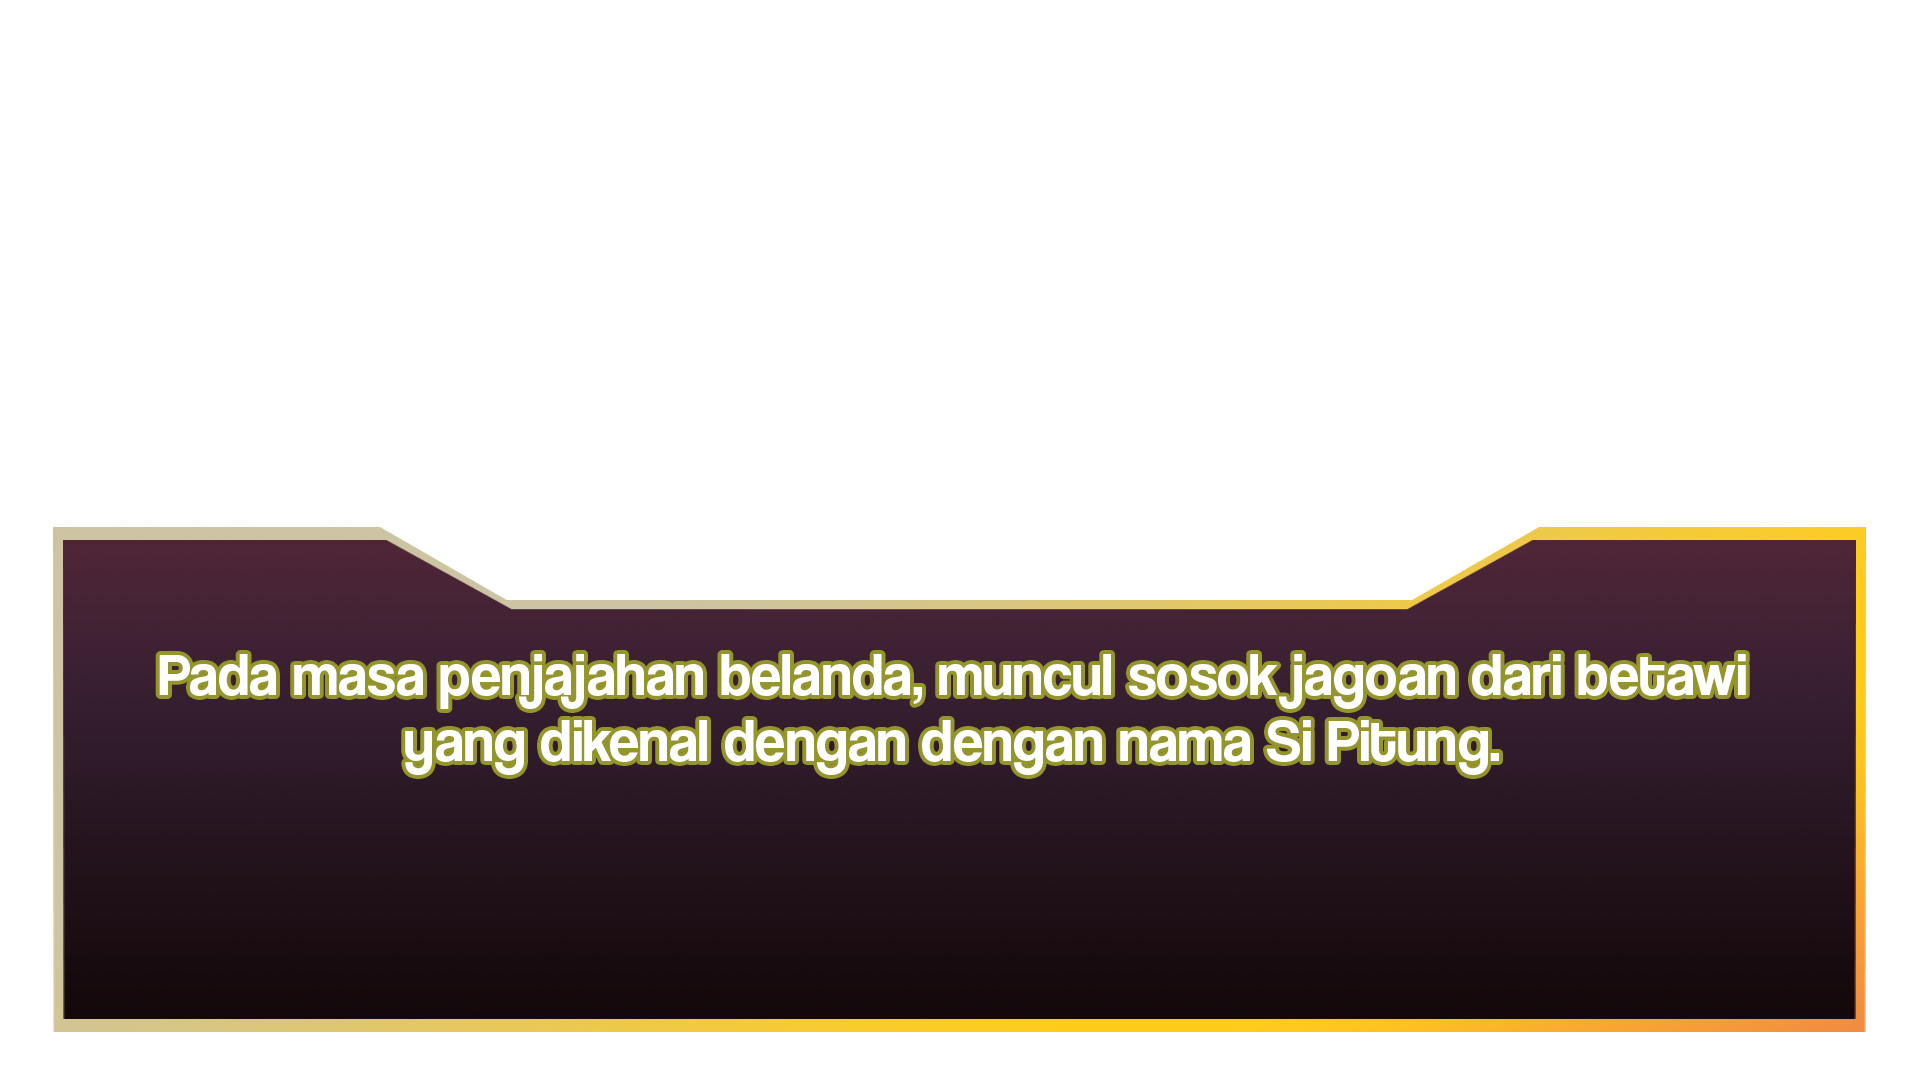 Pada masa penjajahan belanda, muncul sosok jagoan dari betawi
yang dikenal dengan dengan nama Si Pitung.